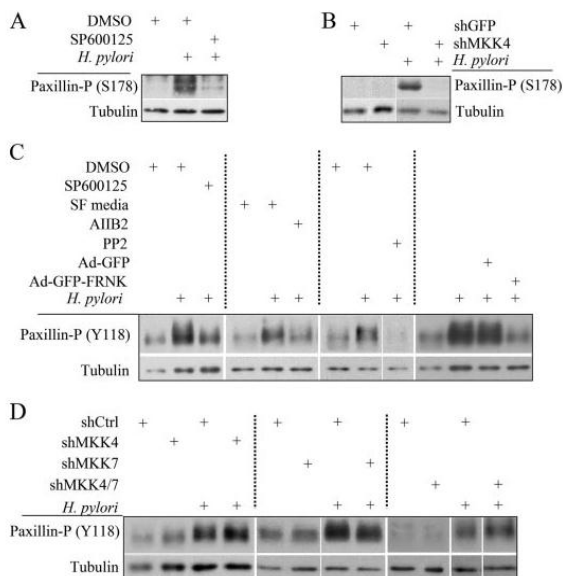 A
DMSO + +
SP600125 +
H. pylori + +
Paxillin-P (S178)
Tubulin
B
+ + shGFP
+ + shMKK4
+ + H. pylori
Paxillin-P (S178)
Tubulin
C
DMSO + + + +
SP600125 +
SF media + +
AIIB2 +
PP2 +
Ad-GFP +
Ad-GFP-FRNK +
H. pylori + + + + + + + + +
Paxillin-P (Y118)
Tubulin
D
shCtrl + + + + + +
shMKK4 + +
shMKK7 + +
shMKK4/7 + +
H. pylori + + + + + +
Paxillin-P (Y118)
Tubulin